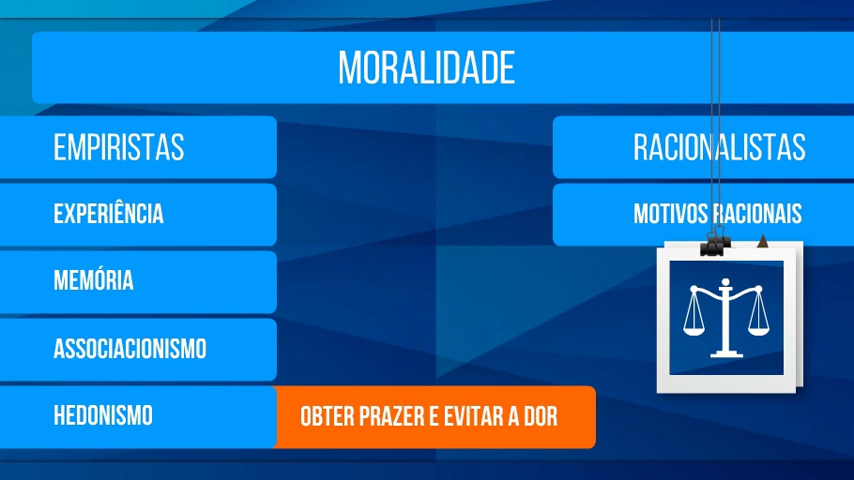 MORALIDADE
EMPIRISTAS
RACIONALISTAS
EXPERIÊNCIA
MOTIVOS RACIONAIS
MEMÓRIA
ASSOCIACIONISMO
HEDONISMO
OBTER PRAZER E EVITAR A DOR